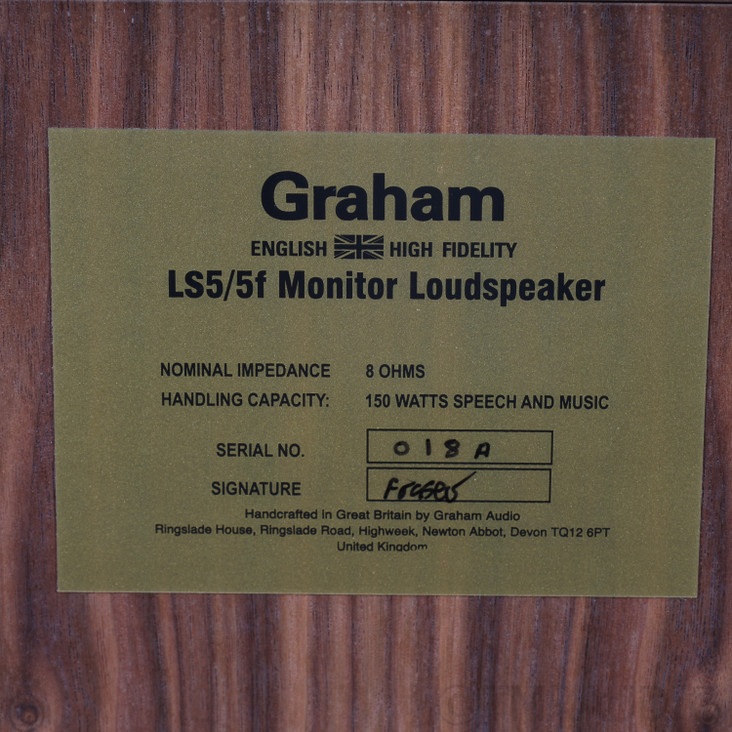 Graham
ENGLISH HIGH FIDELITY
LS5/5f Monitor Loudspeaker
NOMINAL IMPEDANCE 8 OHMS
HANDLING CAPACITY: 150 WATTS SPEECH AND MUSIC
SERIAL NO. 018A
SIGNATURE
Handcrafted in Great Britain by Graham Audio
Ringslade House, Ringslade Road, Highweek, Newton Abbot, Devon TQ12 6PT
United Kingdom